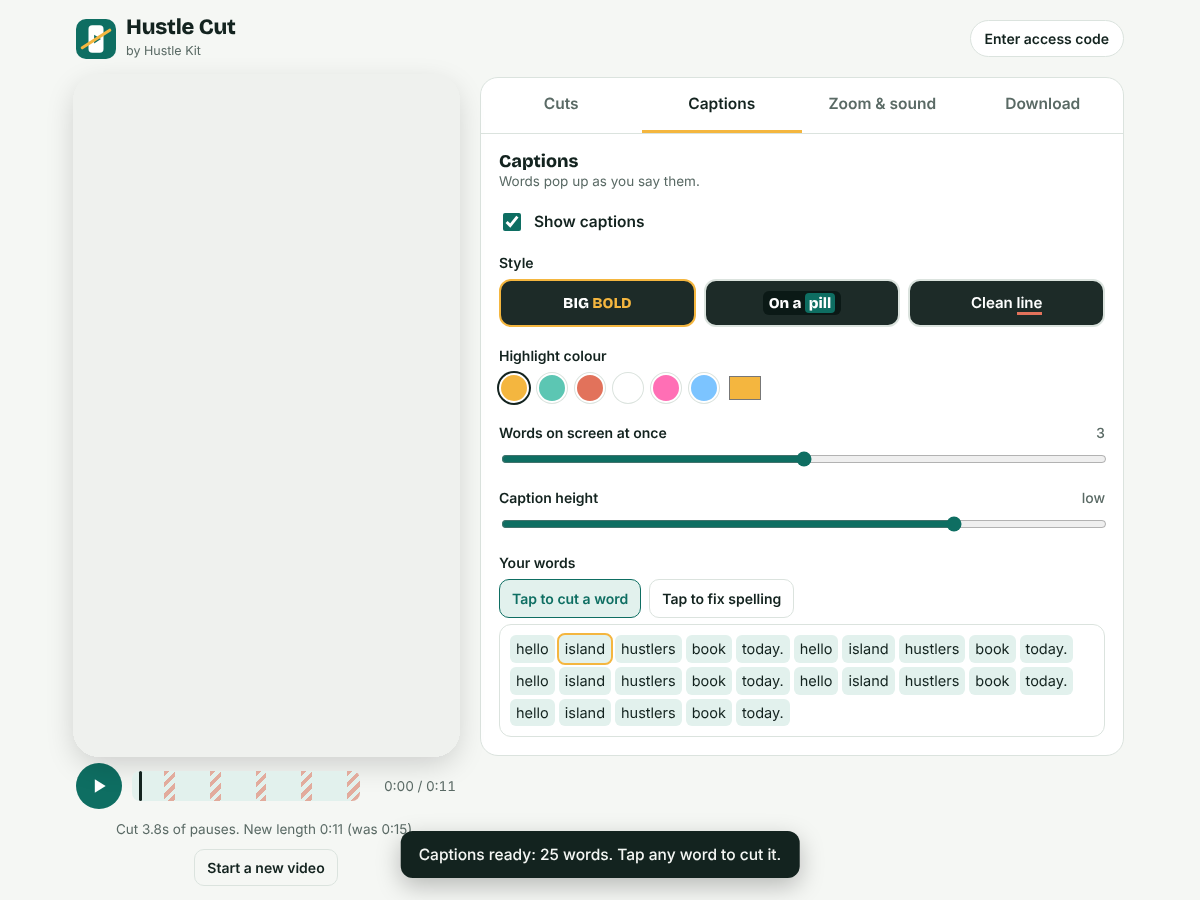 Hustle Cut
by Hustle Kit
Enter access code
Cuts
Captions
Zoom & sound
Download
Captions
Words pop up as you say them.
Show captions
Style
BIG BOLD
On a pill
Clean line
Highlight colour
Words on screen at once
3
Caption height
low
Your words
Tap to cut a word
Tap to fix spelling
hello island hustlers book today. hello island hustlers book today.
hello island hustlers book today. hello island hustlers book today.
hello island hustlers book today.
0:00 / 0:11
Cut 3.8s of pauses. New length 0:11 (was 0:15)
Start a new video
Captions ready: 25 words. Tap any word to cut it.